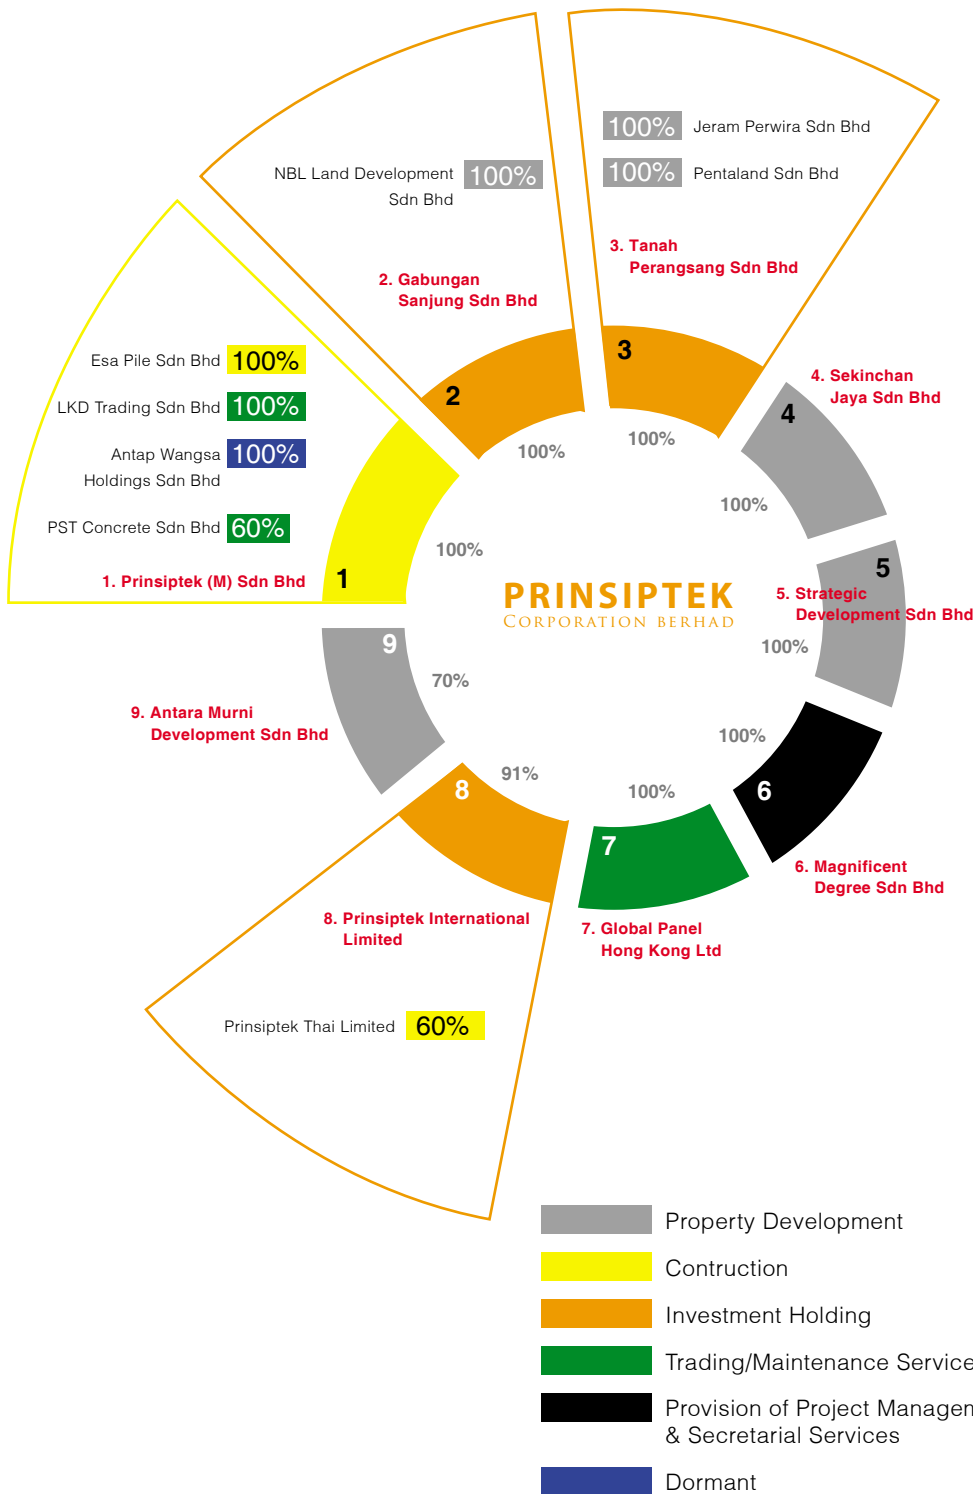 100% Jeram Perwira Sdn Bhd
100% Pentaland Sdn Bhd
NBL Land Development 100%
Sdn Bhd
3. Tanah
Perangsang Sdn Bhd
2. Gabungan
Sanjung Sdn Bhd
Esa Pile Sdn Bhd 100%
LKD Trading Sdn Bhd 100%
Antap Wangsa 100%
Holdings Sdn Bhd
PST Concrete Sdn Bhd 60%
1. Prinsiptek (M) Sdn Bhd
1
100%
2
100%
3
100%
4. Sekinchan
Jaya Sdn Bhd
4
100%
5
5. Strategic
Development Sdn Bhd
100%
PRINSIPTEK
CORPORATION BERHAD
9
70%
9. Antara Murni
Development Sdn Bhd
100%
6
6. Magnificent
Degree Sdn Bhd
100%
7
7. Global Panel
Hong Kong Ltd
91%
8
8. Prinsiptek International
Limited
Prinsiptek Thai Limited 60%
Property Development
Contruction
Investment Holding
Trading/Maintenance Service
Provision of Project Managem
& Secretarial Services
Dormant